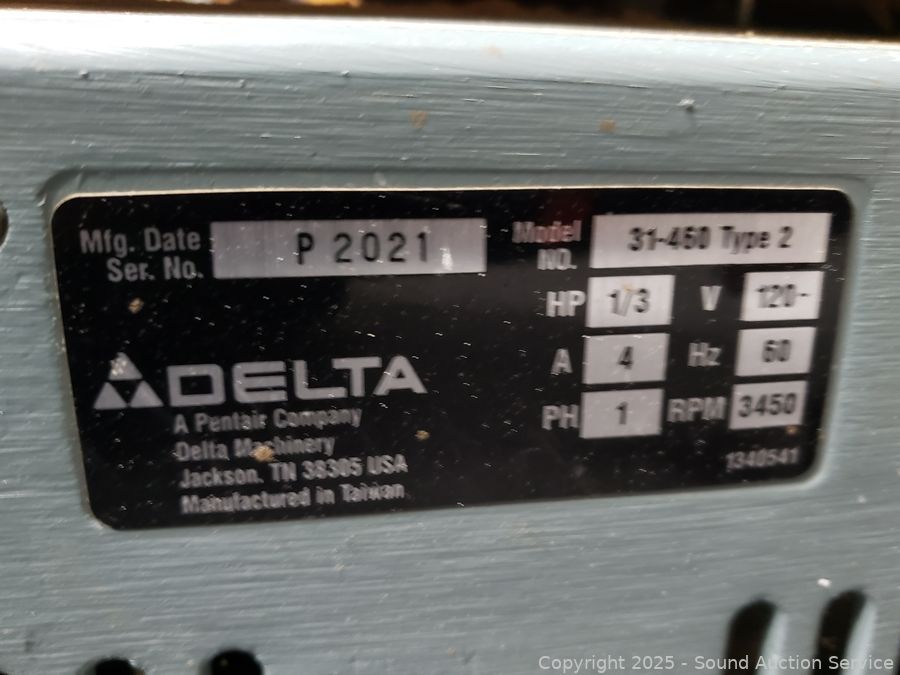 Mfg. Date
Ser. No.
P 2021
Model
NO.
31-460 Type 2
HP 1/3 V 120~
A 4 Hz 60
PH 1 RPM 3450
1340541
DELTA
A Pentair Company
Delta Machinery
Jackson, TN 38305 USA
Manufactured in Taiwan
Copyright 2025 - Sound Auction Service